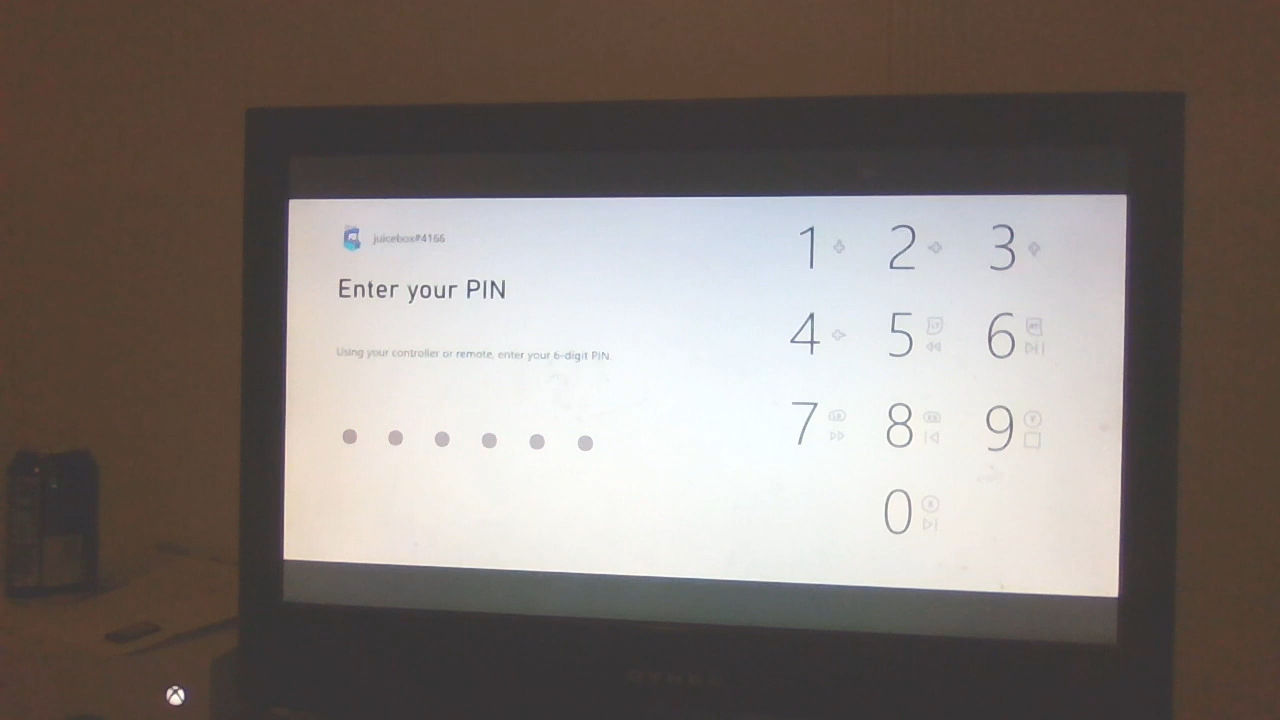 juicebox#4166
Enter your PIN
Using your controller or remote, enter your 6-digit PIN.
1 2 3
4 5 6
7 8 9
0